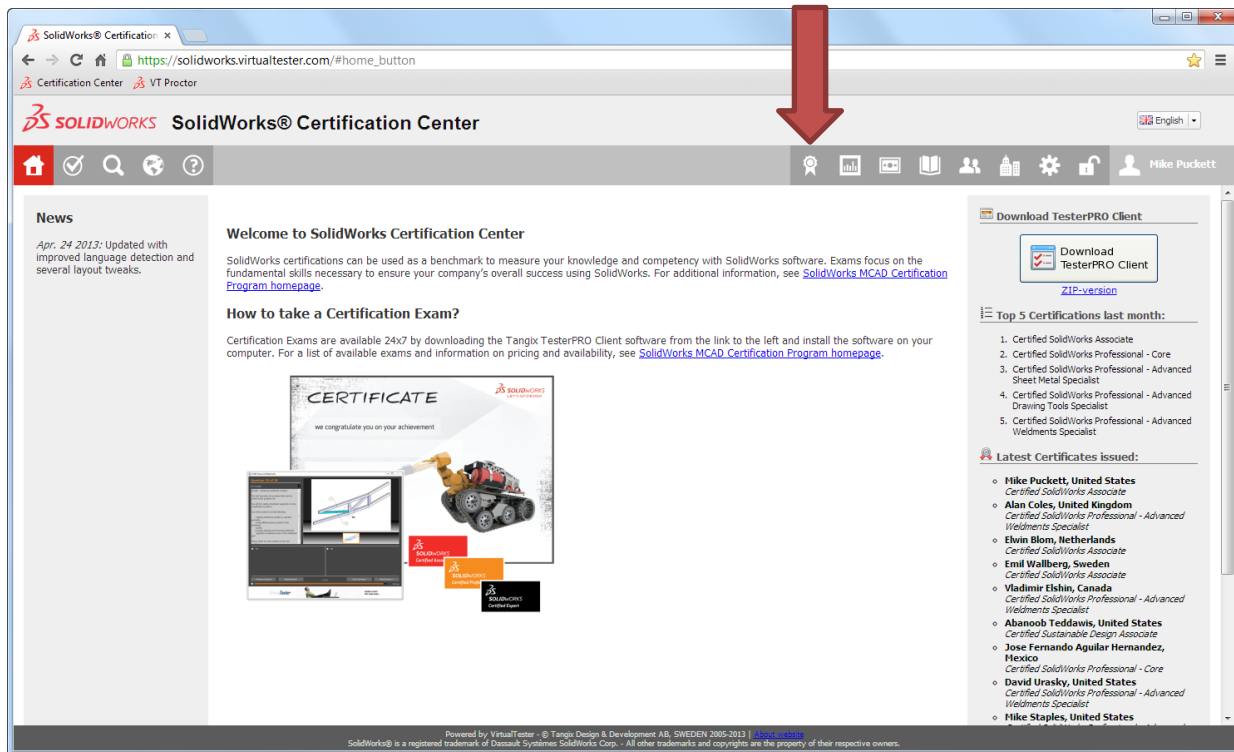 SolidWorks® Certification
https://solidworks.virtualtester.com/#home_button
Certification Center VT Proctor
SOLIDWORKS SolidWorks® Certification Center
English
Mike Puckett
News
Apr. 24 2013: Updated with
improved language detection and
several layout tweaks.
Welcome to SolidWorks Certification Center
SolidWorks certifications can be used as a benchmark to measure your knowledge and competency with SolidWorks software. Exams focus on the
fundamental skills necessary to ensure your company's overall success using SolidWorks. For additional information, see SolidWorks MCAD Certification
Program homepage.
How to take a Certification Exam?
Certification Exams are available 24x7 by downloading the Tangix TesterPRO Client software from the link to the left and install the software on your
computer. For a list of available exams and information on pricing and availability, see SolidWorks MCAD Certification Program homepage.
CERTIFICATE
SOLIDWORKS
we congratulate you on your achievement
SOLIDWORKS
SOLIDWORKS
SOLIDWORKS
Certified Expert
Download TesterPRO Client
Download
TesterPRO Client
ZIP-version
Top 5 Certifications last month:
1. Certified SolidWorks Associate
2. Certified SolidWorks Professional - Core
3. Certified SolidWorks Professional - Advanced
Sheet Metal Specialist
4. Certified SolidWorks Professional - Advanced
Drawing Tools Specialist
5. Certified SolidWorks Professional - Advanced
Weldments Specialist
Latest Certificates issued:
Mike Puckett, United States
Certified SolidWorks Associate
Alan Coles, United Kingdom
Certified SolidWorks Professional - Advanced
Weldments Specialist
Elwin Blom, Netherlands
Certified SolidWorks Associate
Emil Wallberg, Sweden
Certified SolidWorks Associate
Vladimir Elshin, Canada
Certified SolidWorks Professional - Advanced
Weldments Specialist
Abanoob Teddawis, United States
Certified Sustainable Design Associate
Jose Fernando Aguilar Hernandez,
Mexico
Certified SolidWorks Professional - Core
David Urasky, United States
Certified SolidWorks Professional - Advanced
Weldments Specialist
Mike Staples, United States
Powered by VirtualTester - © Tangix Design & Development AB, SWEDEN 2005-2013 | About website
SolidWorks® is a registered trademark of Dassault Systèmes SolidWorks Corp. - All other trademarks and copyrights are the property of their respective owners.